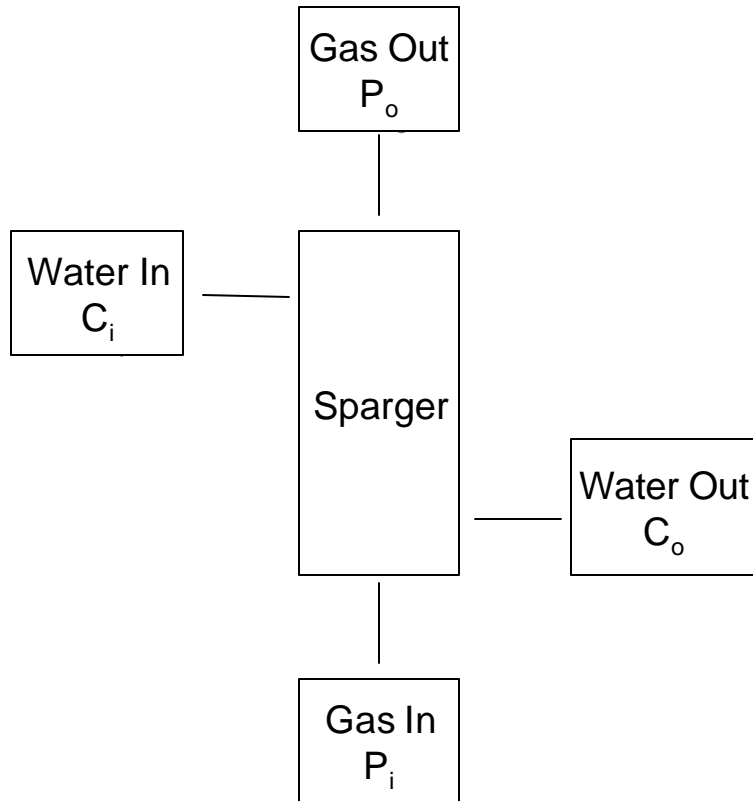 Gas Out
Pₒ
Water In
Cᵢ
Sparger
Water Out
Cₒ
Gas In
Pᵢ